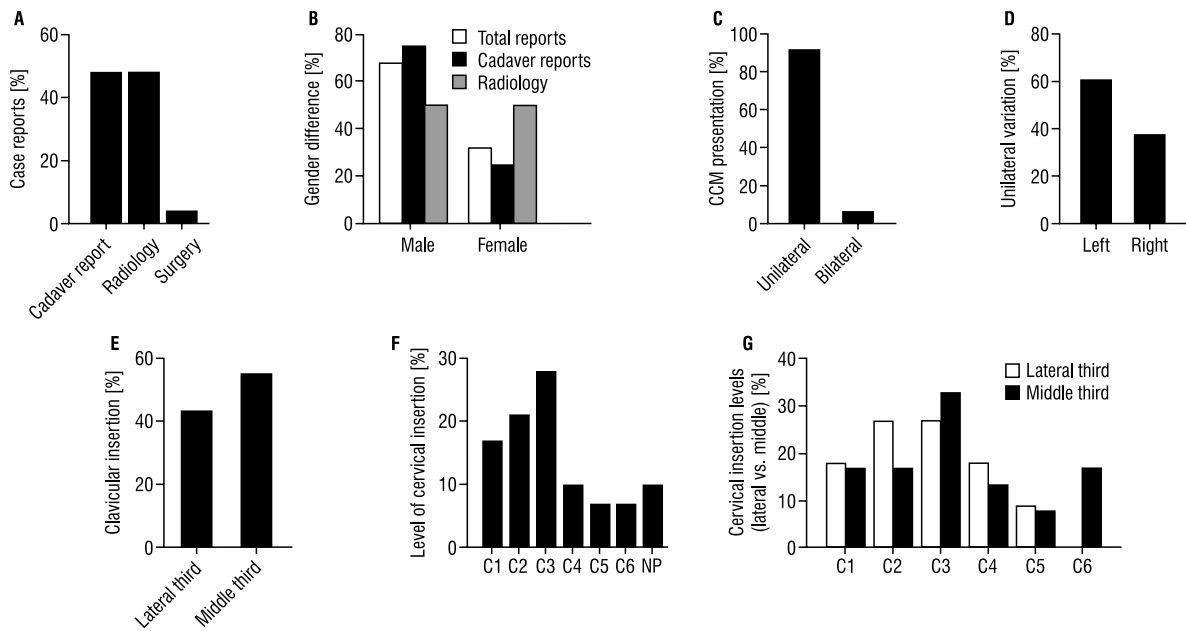 A
Case reports [%]
60
40
20
0
Cadaver report
Radiology
Surgery
B
Gender difference [%]
80
60
40
20
0
Total reports
Cadaver reports
Radiology
Male
Female
C
CCM presentation [%]
100
80
60
40
20
0
Unilateral
Bilateral
D
Unilateral variation [%]
80
60
40
20
0
Left
Right
E
Clavicular insertion [%]
60
40
20
0
Lateral third
Middle third
F
Level of cervical insertion [%]
30
20
10
0
C1 C2 C3 C4 C5 C6 NP
G
Cervical insertion levels
(lateral vs. middle) [%]
40
30
20
10
0
Lateral third
Middle third
C1 C2 C3 C4 C5 C6